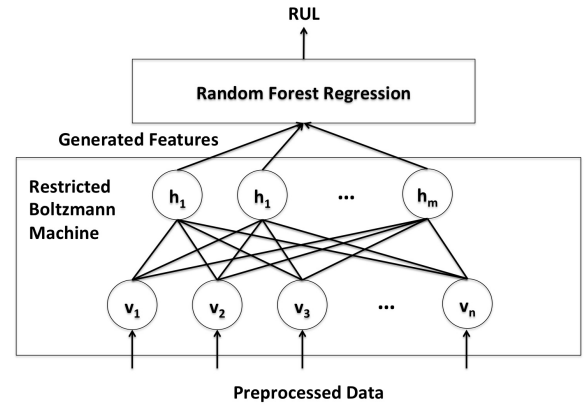 RUL
Random Forest Regression
Generated Features
Restricted
Boltzmann
Machine
h1 h1 ... hm
v1 v2 v3 ... vn
Preprocessed Data